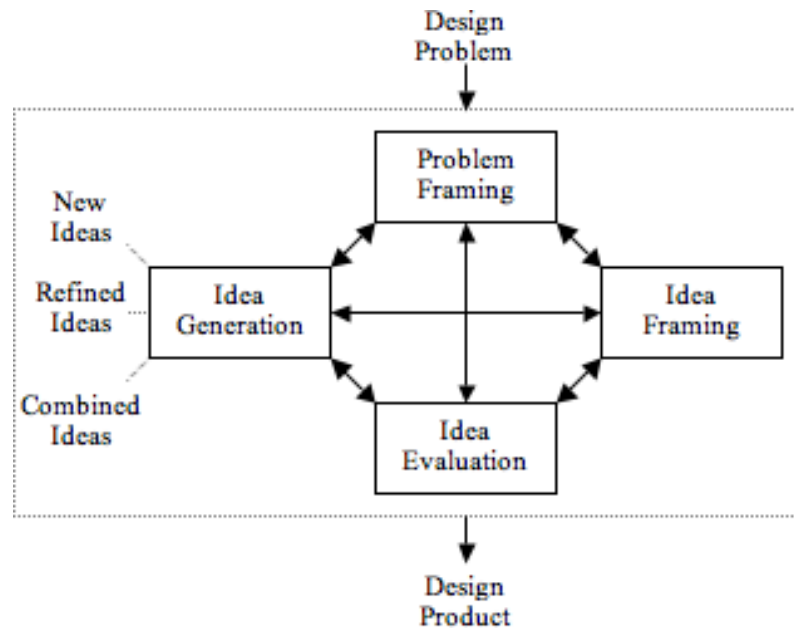 Design
Problem
Problem
Framing
New
Ideas
Refined
Ideas
Combined
Ideas
Idea
Generation
Idea
Framing
Idea
Evaluation
Design
Product